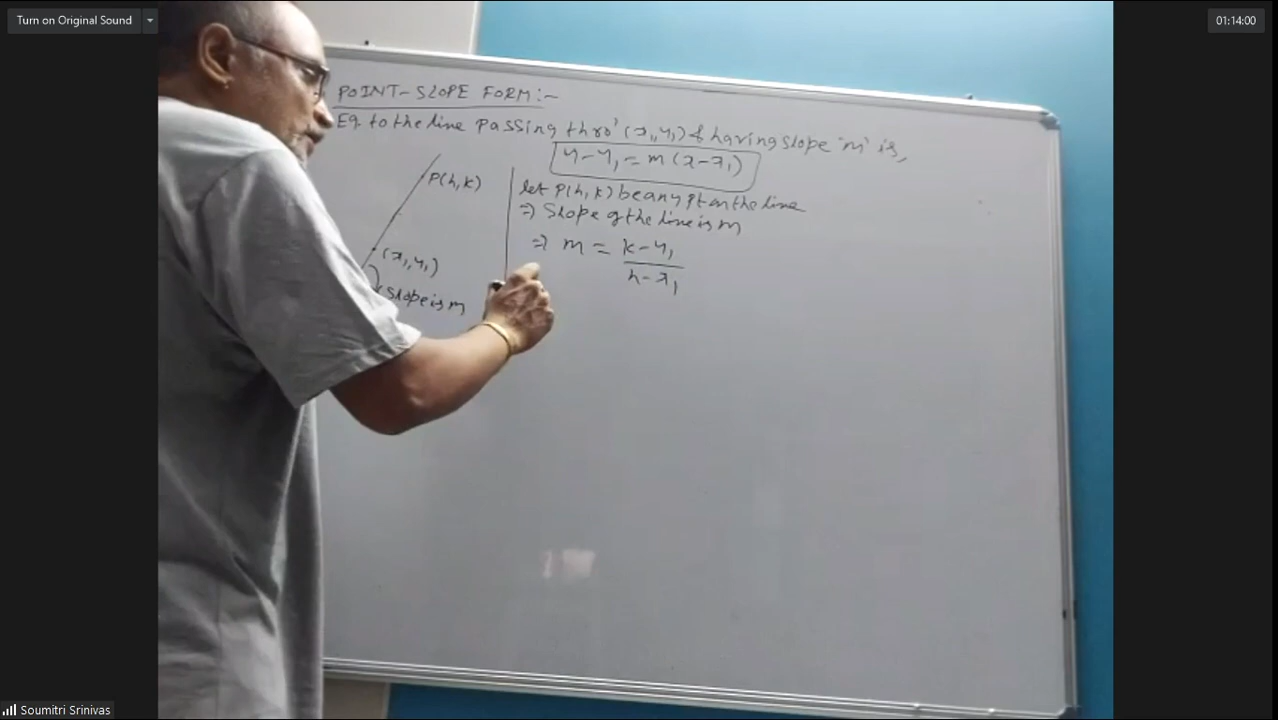 Turn on Original Sound
01:14:00
POINT-SLOPE FORM:-
Eq. to the line passing thro' (x₁,y₁) & having slope 'm' is,
y-y₁ = m(x-x₁)
P(h,k)
(x₁,y₁)
slope is m
let P(h,k) be any pt on the line
⇒ Slope of the line is m
⇒ m = k-y₁
h-x₁
Soumitri Srinivas